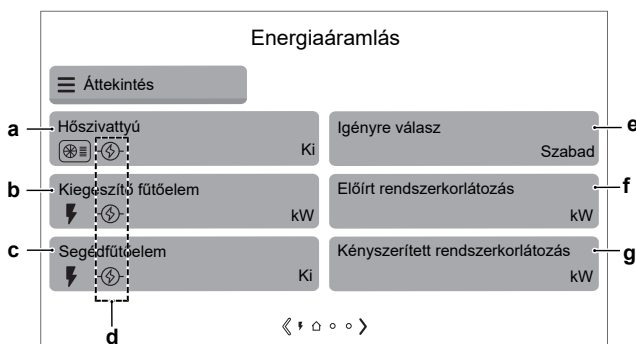 Energiaáramlás
Áttekintés
a
Hőszivattyú
Ki
Igényre válasz
Szabad
e
b
Kiegészítő fűtőelem
kW
Előírt rendszerkorlátozás
kW
f
c
Segédfűtőelem
Ki
Kényszerített rendszerkorlátozás
kW
g
d